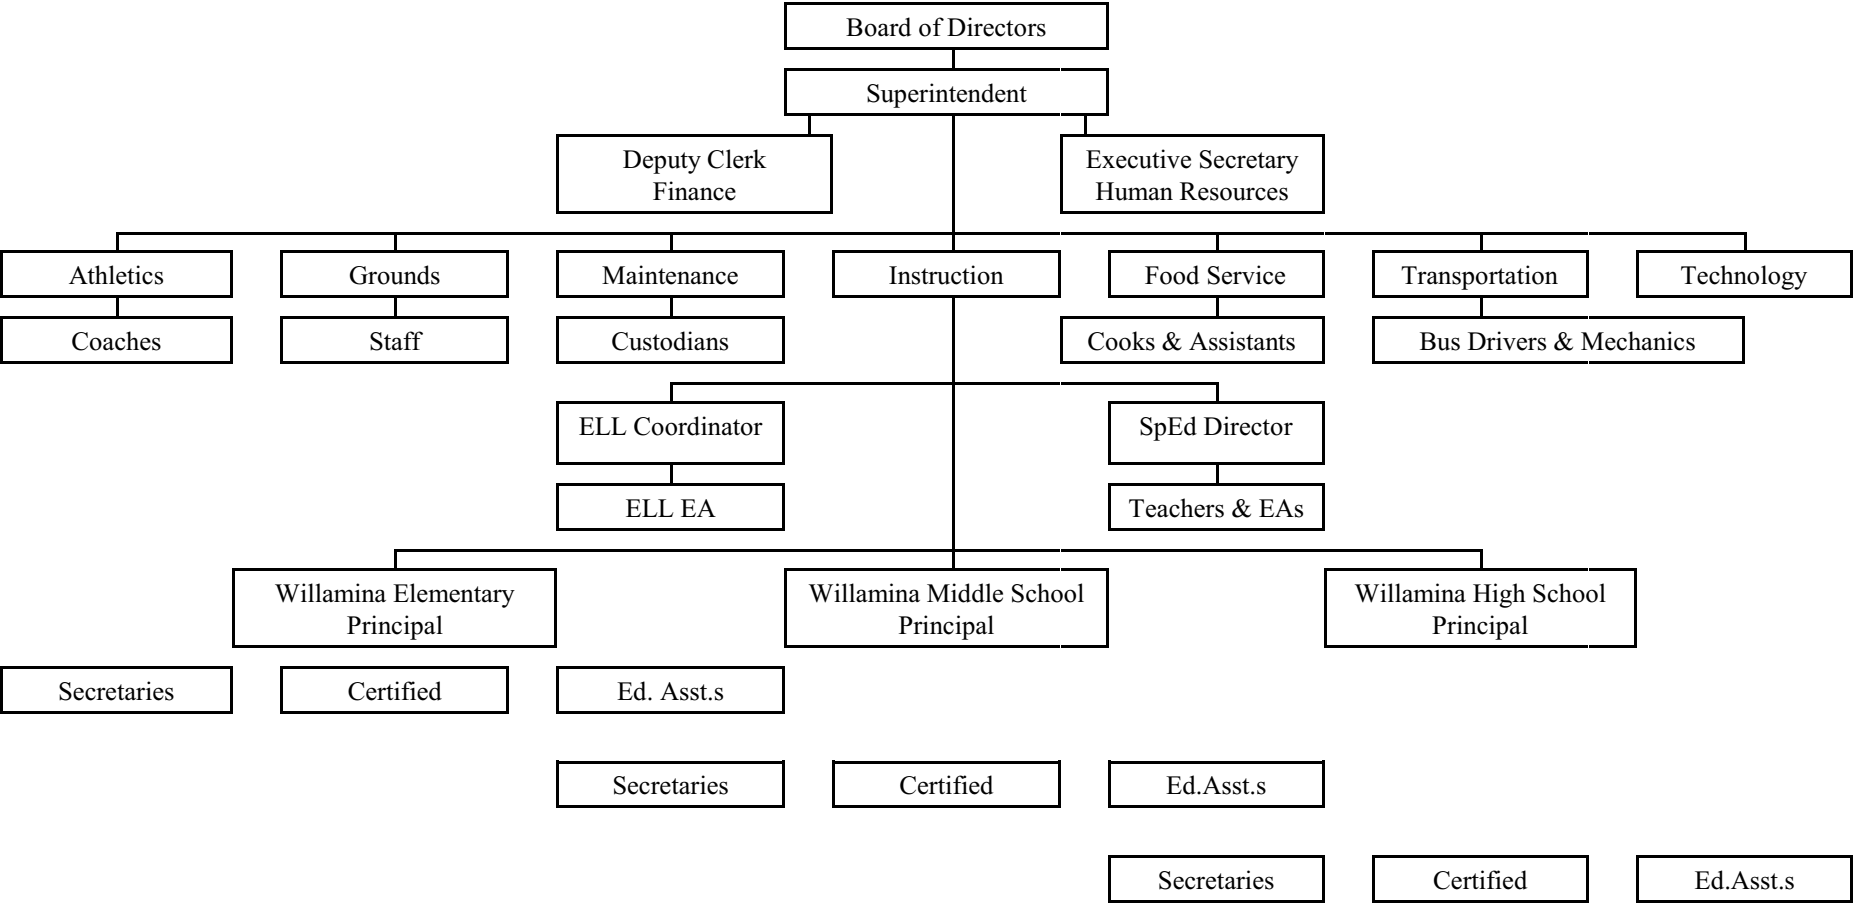 Board of Directors
Superintendent
Deputy Clerk
Finance
Executive Secretary
Human Resources
Athletics
Grounds
Maintenance
Instruction
Food Service
Transportation
Technology
Coaches
Staff
Custodians
Cooks & Assistants
Bus Drivers & Mechanics
ELL Coordinator
SpEd Director
ELL EA
Teachers & EAs
Willamina Elementary
Principal
Willamina Middle School
Principal
Willamina High School
Principal
Secretaries
Certified
Ed. Asst.s
Secretaries
Certified
Ed.Asst.s
Secretaries
Certified
Ed.Asst.s